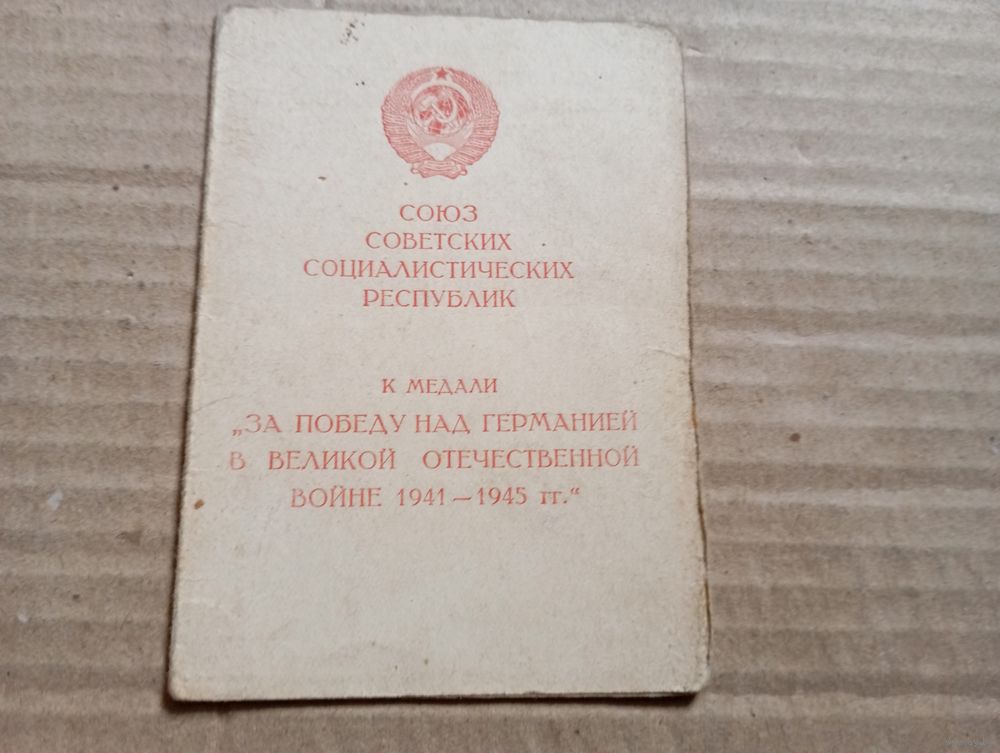 СОЮЗ
СОВЕТСКИХ
СОЦИАЛИСТИЧЕСКИХ
РЕСПУБЛИК
К МЕДАЛИ
„ЗА ПОБЕДУ НАД ГЕРМАНИЕЙ
В ВЕЛИКОЙ ОТЕЧЕСТВЕННОЙ
ВОЙНЕ 1941—1945 гг.“